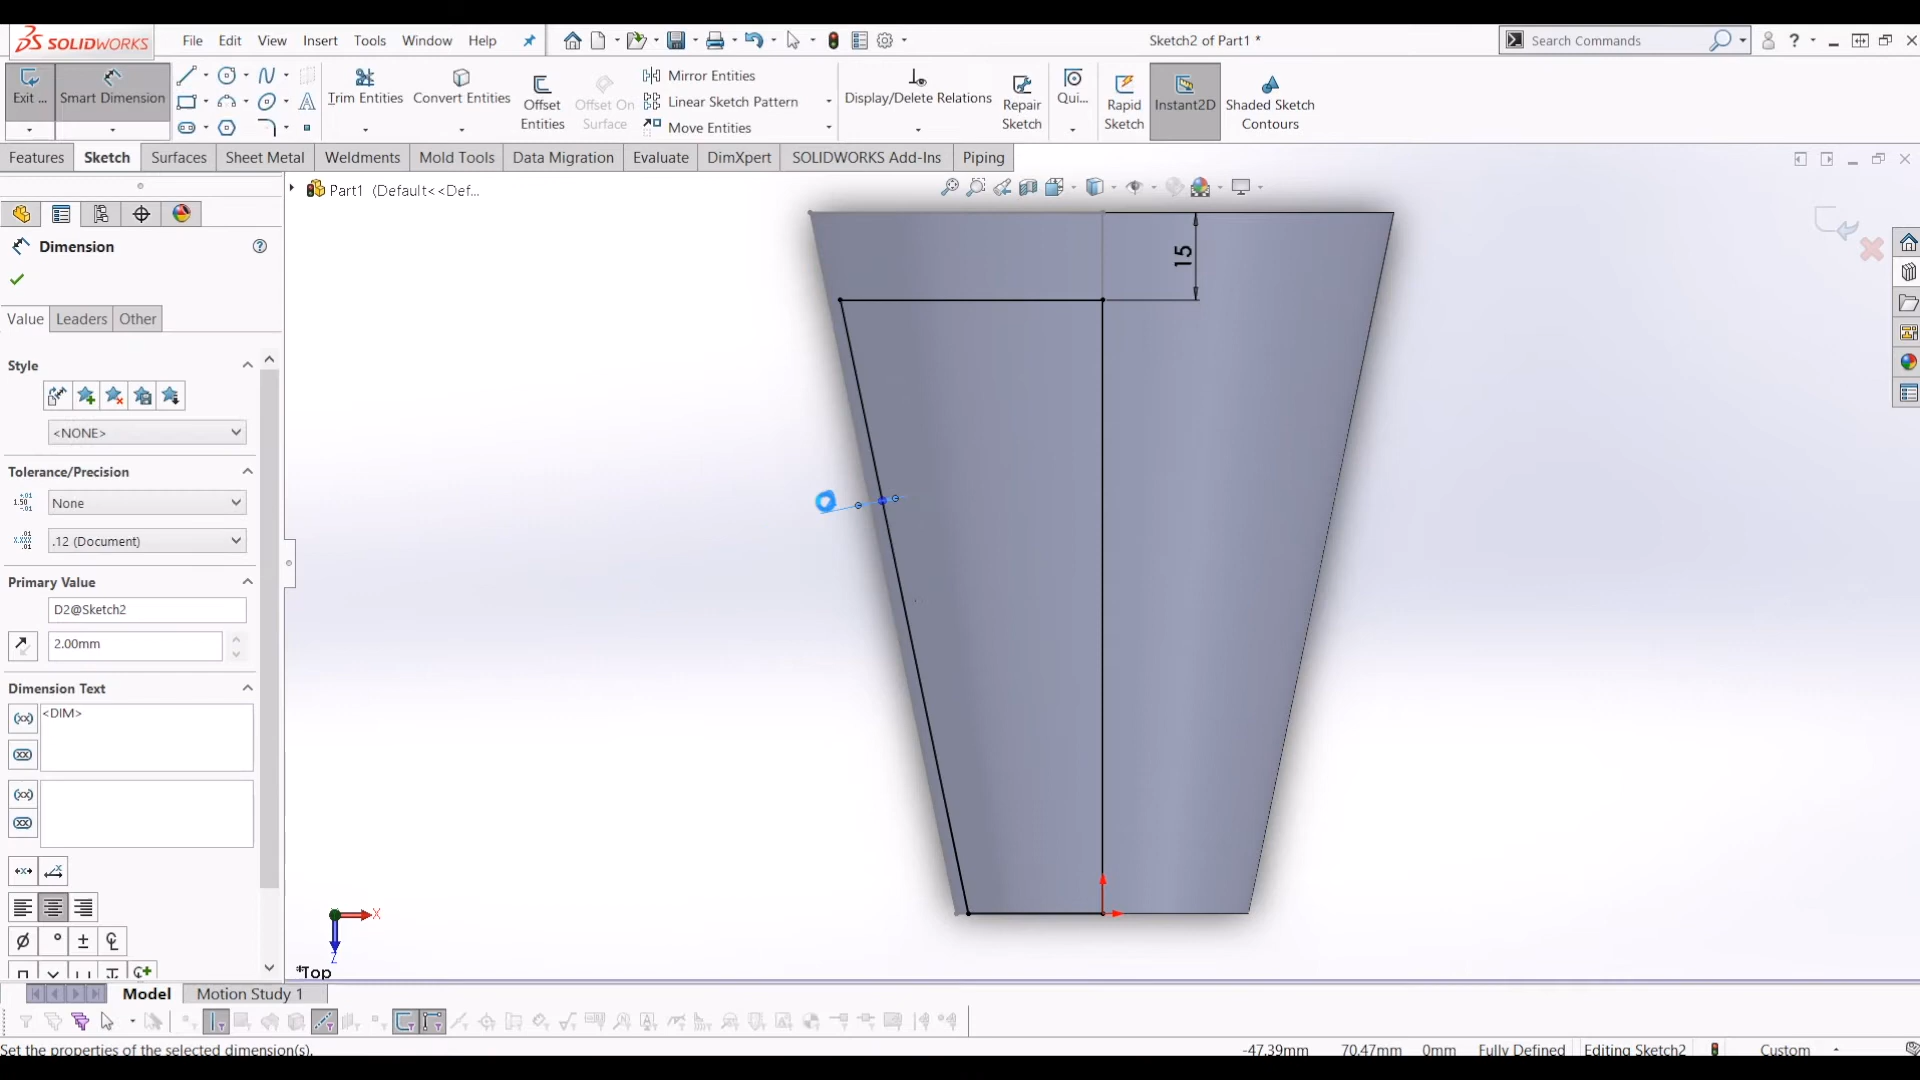 SOLIDWORKS File Edit View Insert Tools Window Help Sketch2 of Part1 * Search Commands ?
Exit ... Smart Dimension Trim Entities Convert Entities Offset Entities Offset On Surface Mirror Entities Display/Delete Relations Repair Sketch Qui... Rapid Sketch Instant2D Shaded Sketch Contours
Linear Sketch Pattern
Move Entities
Features Sketch Surfaces Sheet Metal Weldments Mold Tools Data Migration Evaluate DimXpert SOLIDWORKS Add-Ins Piping
Part1 (Default<<Def...
Dimension
Value Leaders Other
15
Style
<NONE>
Tolerance/Precision
None
.12 (Document)
Primary Value
D2@Sketch2
2.00mm
Dimension Text
<DIM>
X
Z
*Top
Model Motion Study 1
Set the properties of the selected dimension(s). -47.39mm 70.47mm 0mm Fully Defined Editing Sketch2 Custom